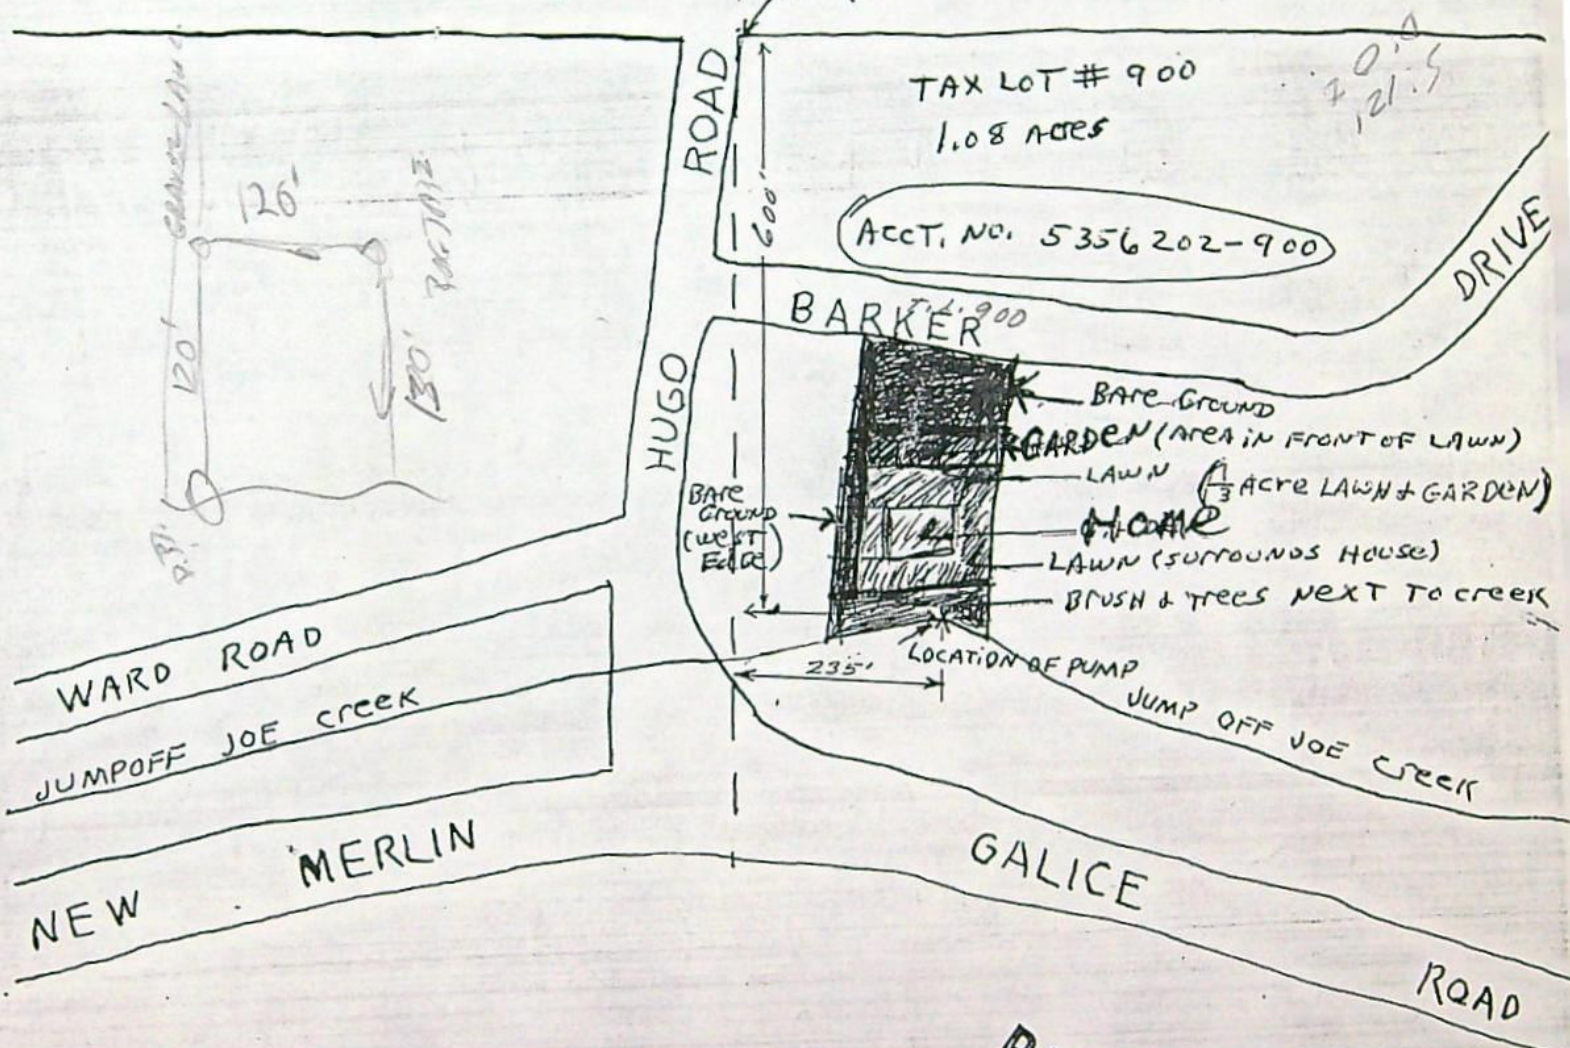 ROAD
600'
TAX LOT # 900
1.08 Acres
ACCT. NO. 5356202-900
DRIVE
BARKER
T.L. 900
HUGO
126'
120'
130'
Bare Ground
GARDEN (Area in Front of Lawn)
LAWN (1/3 Acre LAWN & GARDEN)
Home
LAWN (SURROUNDS HOUSE)
Brush & Trees Next To creek
Bare
Ground
(West
Edge)
LOCATION OF PUMP
235'
WARD ROAD
JUMPOFF JOE creek
JUMP OFF JOE creek
NEW MERLIN GALICE ROAD